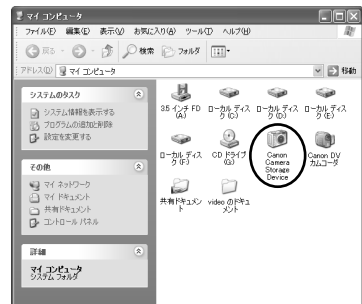 マイ コンピュータ
ファイル(F) 編集(E) 表示(V) お気に入り(A) ツール(T) ヘルプ(H)
戻る 検索 フォルダ
アドレス(D) マイ コンピュータ 移動
システムのタスク
システム情報を表示する
プログラムの追加と削除
設定を変更する
その他
マイ ネットワーク
マイ ドキュメント
共有ドキュメント
コントロール パネル
詳細
マイ コンピュータ
システム フォルダ
3.5 インチ FD (A:)
ローカル ディスク (C:)
ローカル ディスク (D:)
ローカル ディスク (E:)
ローカル ディスク (F:)
CD ドライブ (G:)
Canon Camera Storage Device
Canon DV カムコーダ
共有ドキュメント
video のドキュメント